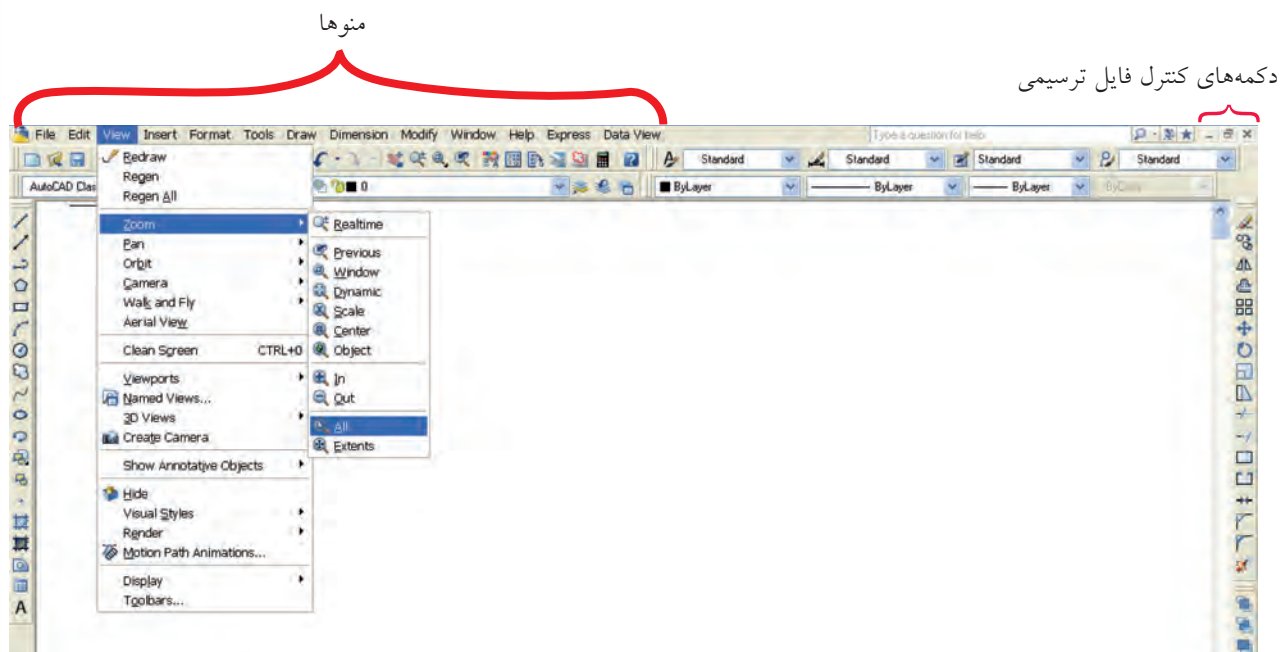 منوها
دکمه‌های کنترل فایل ترسیمی
File Edit View Insert Format Tools Draw Dimension Modify Window Help Express Data View
Type a question for help
Standard Standard Standard Standard
AutoCAD Clas
0
ByLayer ByLayer ByLayer
Redraw
Regen
Regen All
Zoom
Pan
Orbit
Camera
Walk and Fly
Aerial View
Clean Screen CTRL+0
Viewports
Named Views...
3D Views
Create Camera
Show Annotative Objects
Hide
Visual Styles
Render
Motion Path Animations...
Display
Toolbars...
Realtime
Previous
Window
Dynamic
Scale
Center
Object
In
Out
All
Extents
A